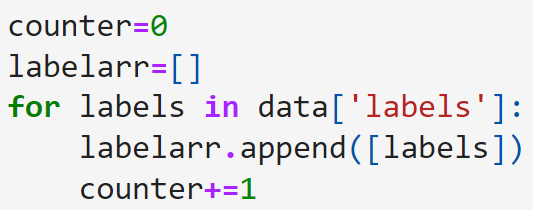 counter=0
labelarr=[]
for labels in data['labels']:
    labelarr.append([labels])
    counter+=1